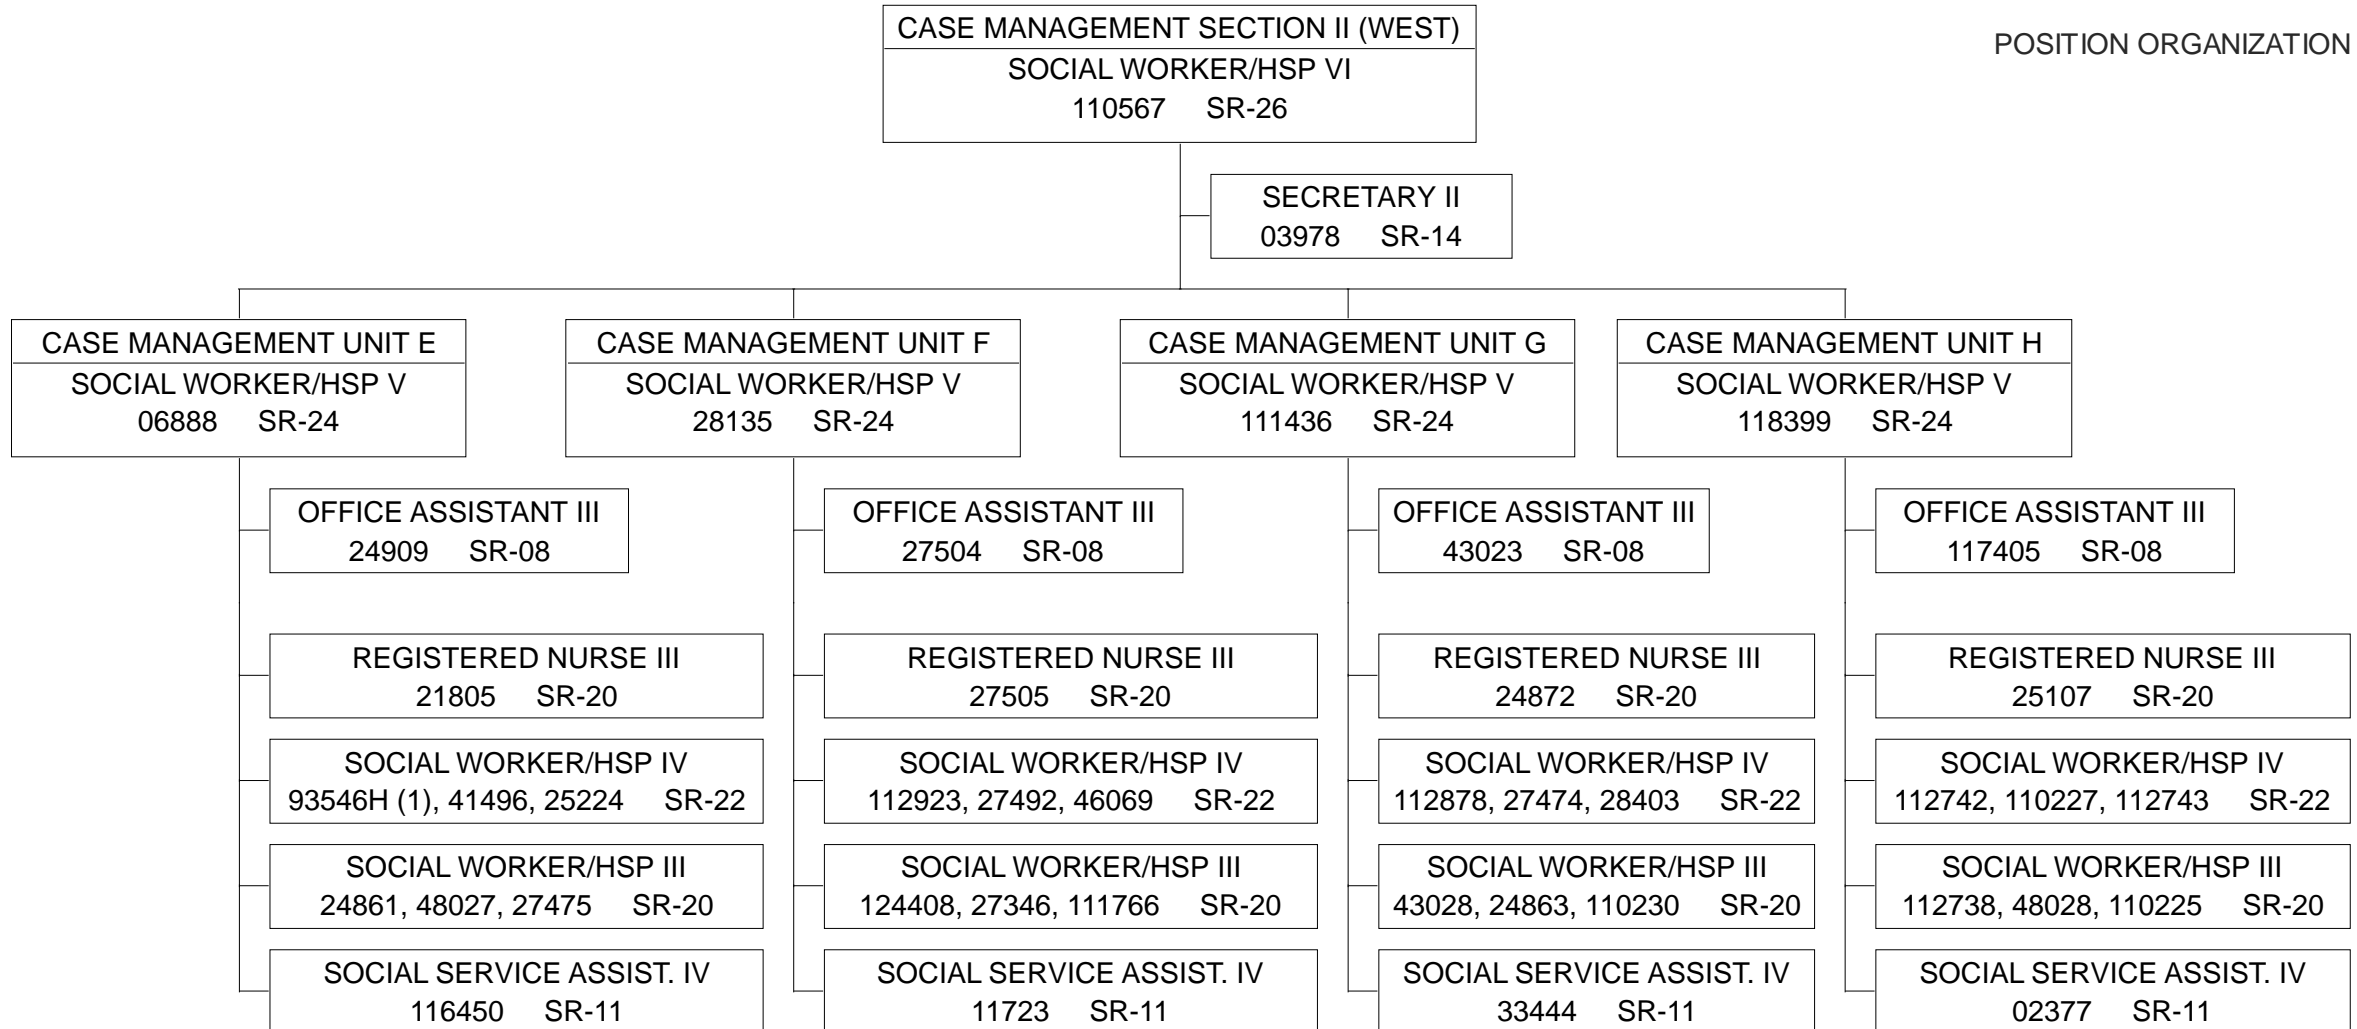 CASE MANAGEMENT SECTION II (WEST)
SOCIAL WORKER/HSP VI
110567 SR-26
POSITION ORGANIZATION
SECRETARY II
03978 SR-14
CASE MANAGEMENT UNIT E
SOCIAL WORKER/HSP V
06888 SR-24
OFFICE ASSISTANT III
24909 SR-08
REGISTERED NURSE III
21805 SR-20
SOCIAL WORKER/HSP IV
93546H (1), 41496, 25224 SR-22
SOCIAL WORKER/HSP III
24861, 48027, 27475 SR-20
SOCIAL SERVICE ASSIST. IV
116450 SR-11
CASE MANAGEMENT UNIT F
SOCIAL WORKER/HSP V
28135 SR-24
OFFICE ASSISTANT III
27504 SR-08
REGISTERED NURSE III
27505 SR-20
SOCIAL WORKER/HSP IV
112923, 27492, 46069 SR-22
SOCIAL WORKER/HSP III
124408, 27346, 111766 SR-20
SOCIAL SERVICE ASSIST. IV
11723 SR-11
CASE MANAGEMENT UNIT G
SOCIAL WORKER/HSP V
111436 SR-24
OFFICE ASSISTANT III
43023 SR-08
REGISTERED NURSE III
24872 SR-20
SOCIAL WORKER/HSP IV
112878, 27474, 28403 SR-22
SOCIAL WORKER/HSP III
43028, 24863, 110230 SR-20
SOCIAL SERVICE ASSIST. IV
33444 SR-11
CASE MANAGEMENT UNIT H
SOCIAL WORKER/HSP V
118399 SR-24
OFFICE ASSISTANT III
117405 SR-08
REGISTERED NURSE III
25107 SR-20
SOCIAL WORKER/HSP IV
112742, 110227, 112743 SR-22
SOCIAL WORKER/HSP III
112738, 48028, 110225 SR-20
SOCIAL SERVICE ASSIST. IV
02377 SR-11